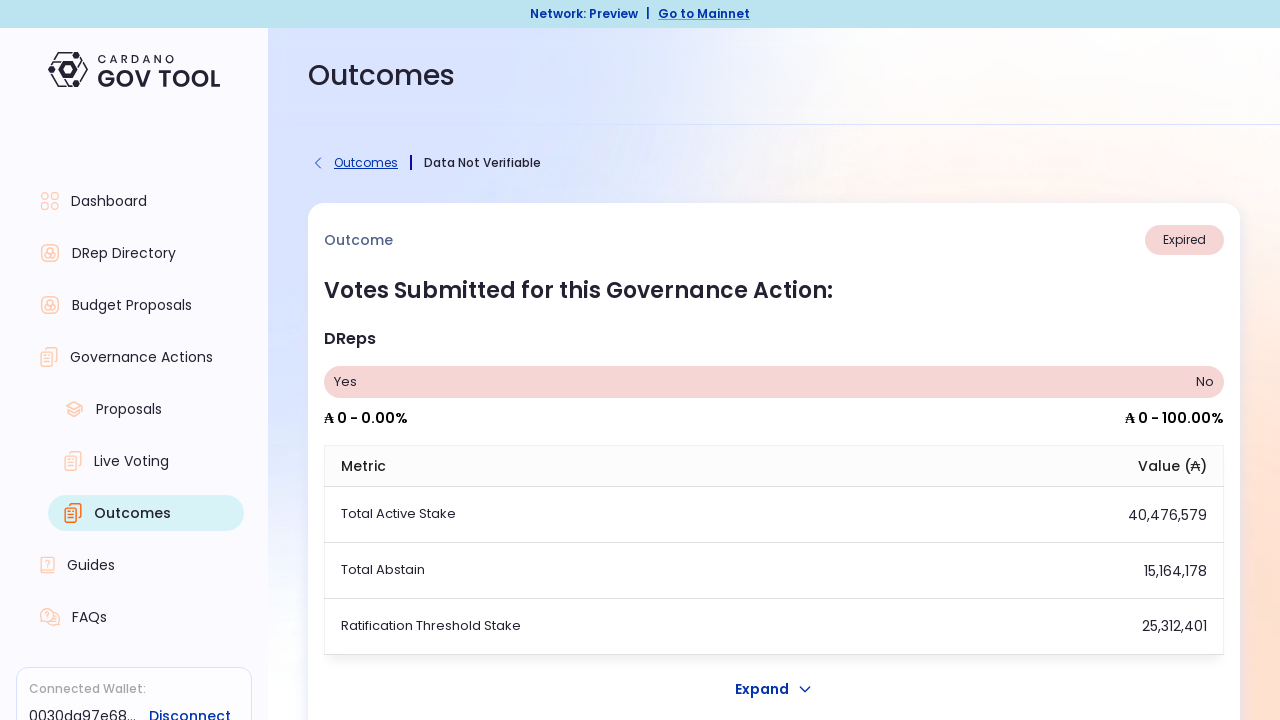 Network: Preview | Go to Mainnet
CARDANO
GOV TOOL
Outcomes
Outcomes | Data Not Verifiable
Dashboard
DRep Directory
Budget Proposals
Governance Actions
Proposals
Live Voting
Outcomes
Guides
FAQs
Connected Wallet:
0030da97e68... Disconnect
Outcome Expired
Votes Submitted for this Governance Action:
DReps
Yes No
₳ 0 - 0.00% ₳ 0 - 100.00%
Metric Value (₳)
Total Active Stake 40,476,579
Total Abstain 15,164,178
Ratification Threshold Stake 25,312,401
Expand